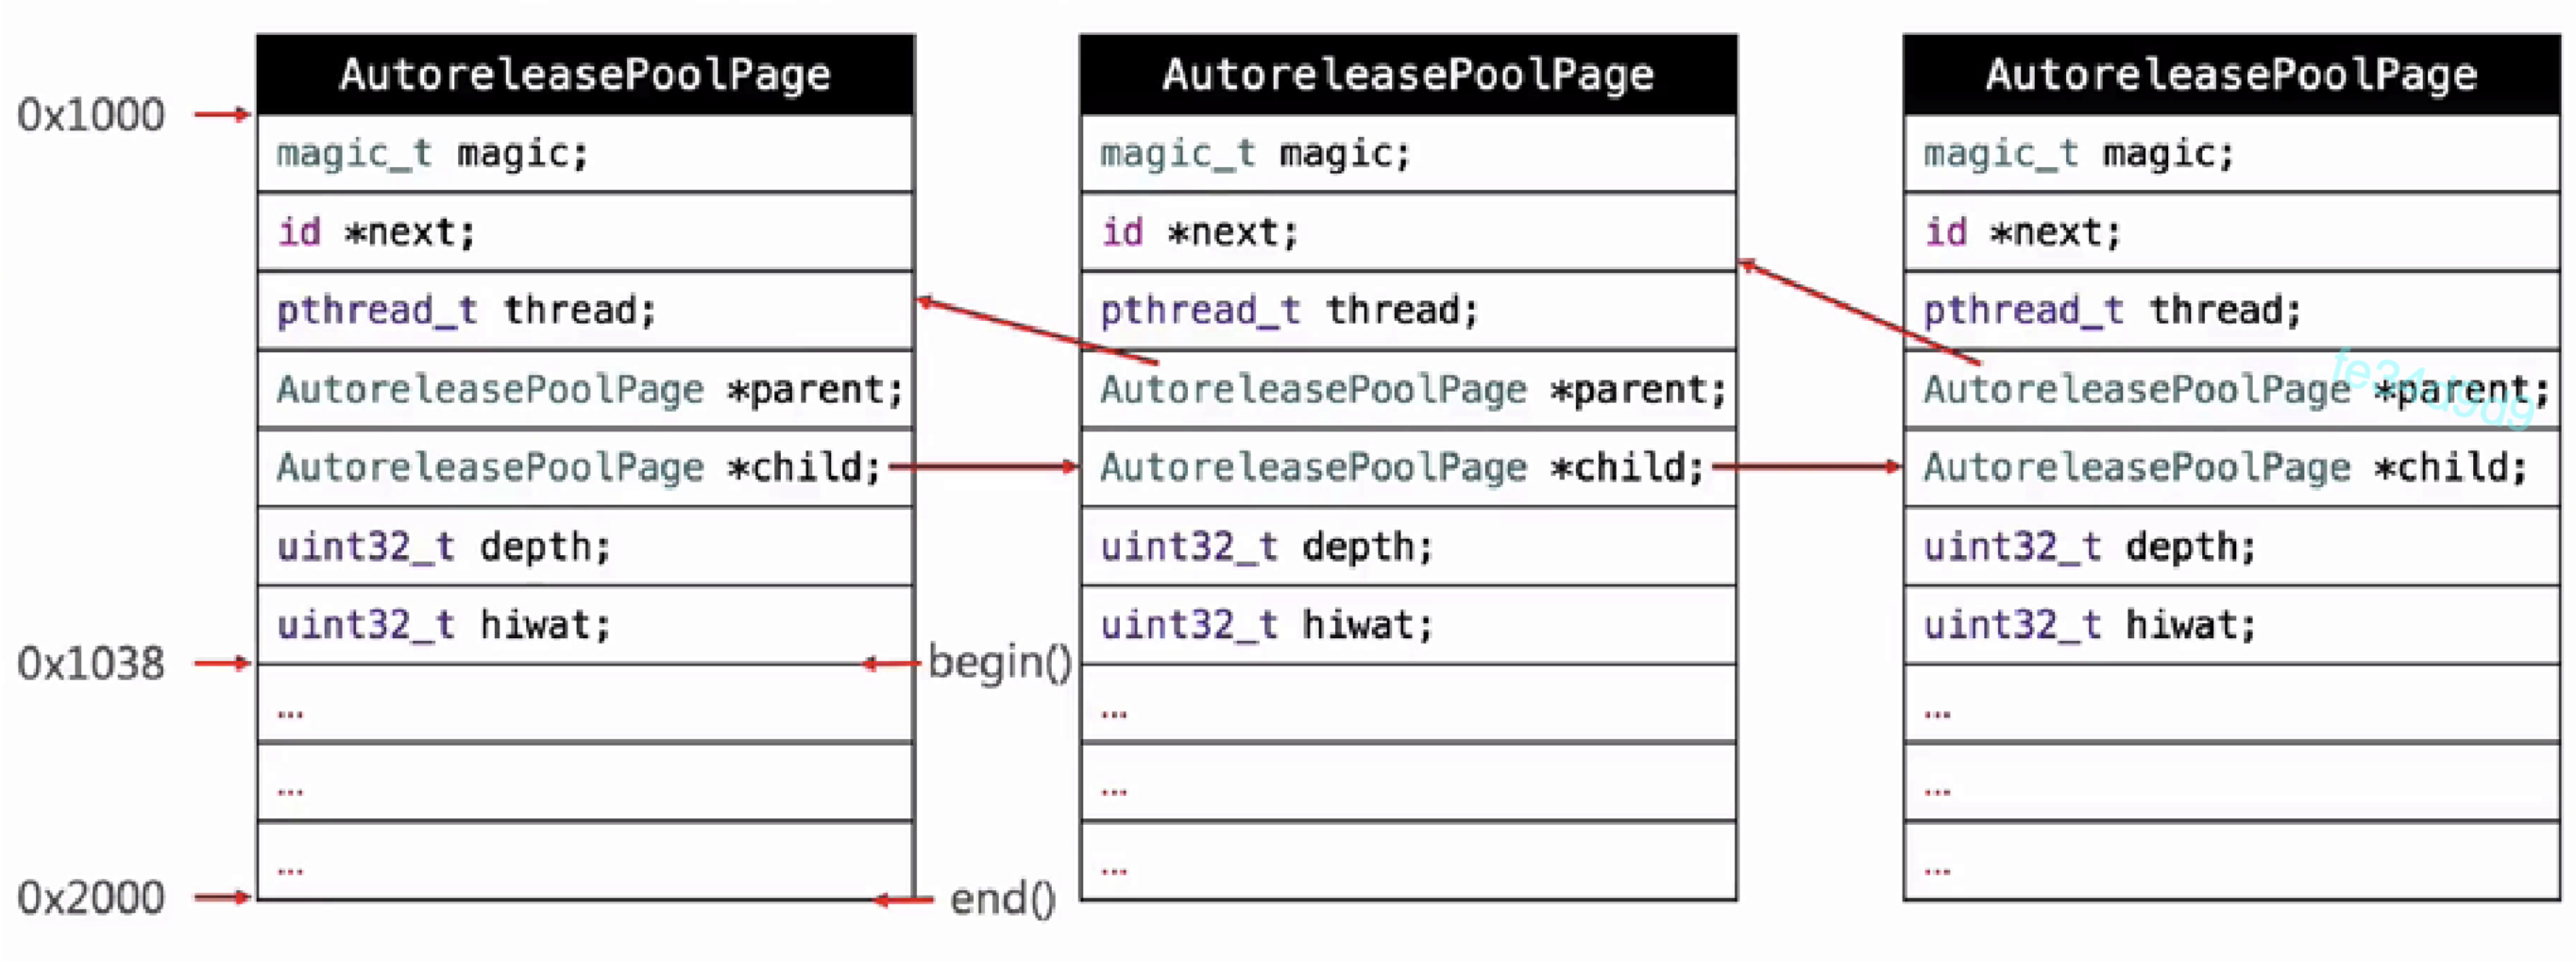 AutoreleasePoolPage
0x1000
magic_t magic;
id *next;
pthread_t thread;
AutoreleasePoolPage *parent;
AutoreleasePoolPage *child;
uint32_t depth;
uint32_t hiwat;
0x1038
begin()
...
...
...
0x2000
end()
AutoreleasePoolPage
magic_t magic;
id *next;
pthread_t thread;
AutoreleasePoolPage *parent;
AutoreleasePoolPage *child;
uint32_t depth;
uint32_t hiwat;
...
...
...
AutoreleasePoolPage
magic_t magic;
id *next;
pthread_t thread;
AutoreleasePoolPage *parent;
fe34d9d9
AutoreleasePoolPage *child;
uint32_t depth;
uint32_t hiwat;
...
...
...